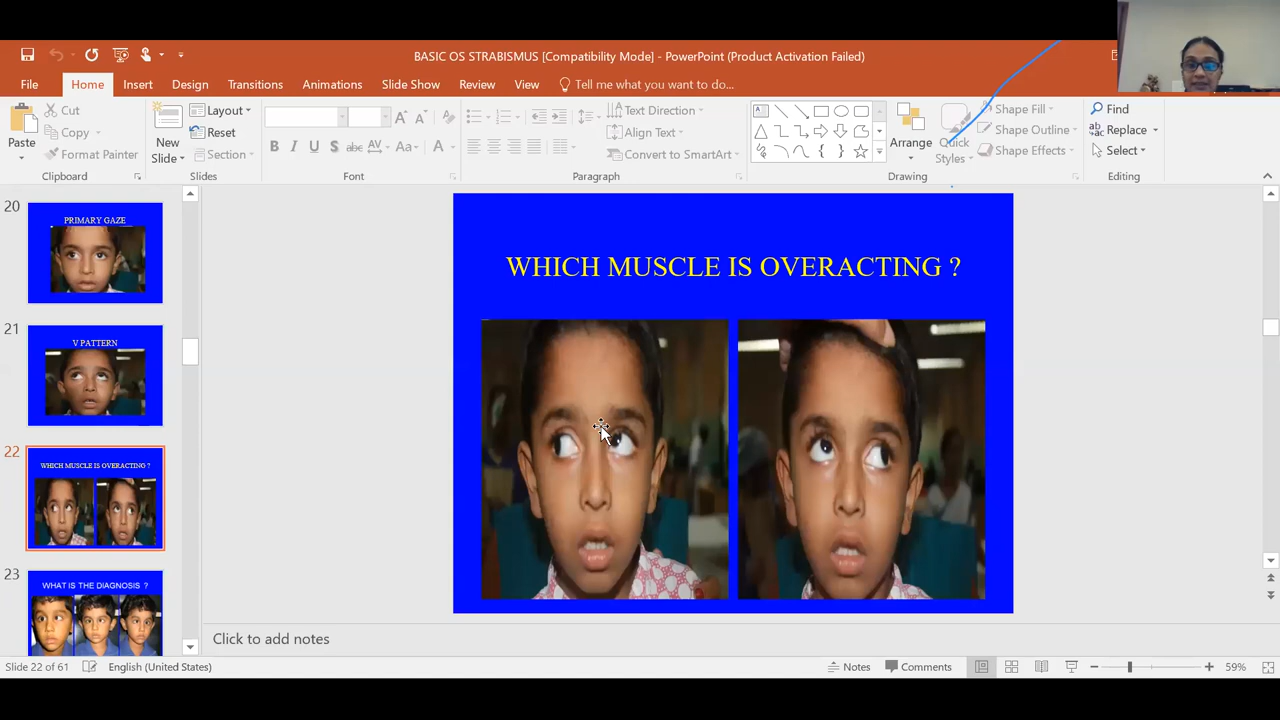 BASIC OS STRABISMUS [Compatibility Mode] - PowerPoint (Product Activation Failed)
File Home Insert Design Transitions Animations Slide Show Review View Tell me what you want to do...
Paste
Cut
Copy
Format Painter
Clipboard
New Slide
Layout
Reset
Section
Slides
Font
Text Direction
Align Text
Convert to SmartArt
Paragraph
Arrange
Quick Styles
Shape Fill
Shape Outline
Shape Effects
Drawing
Find
Replace
Select
Editing
20
PRIMARY GAZE
21
V PATTERN
22
WHICH MUSCLE IS OVERACTING ?
23
WHAT IS THE DIAGNOSIS ?
WHICH MUSCLE IS OVERACTING ?
Click to add notes
Slide 22 of 61 English (United States) Notes Comments 59%